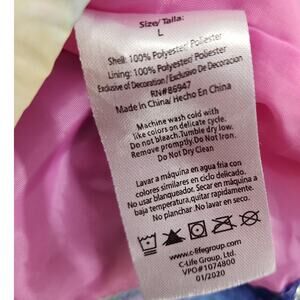 Size/ Talla:
L
Shell: 100% Polyester/ Poliester
Lining: 100% Polyester/ Poliester
Exclusive of Decoration/ Exclusivo De Decoracion
RN#86947
Made in China/ Hecho En China
Machine wash cold with
like colors on delicate cycle.
Do not bleach.Tumble dry low.
Remove promptly.Do not Iron.
Do Not Dry Clean
Lavar a máquina en agua fria con
colores similares en ciclo delicado.
No usar blanqueador. Secar en máquina a
baja temperatura,quitar rapidamente.
No planchar .No lavar en seco.
www.c-lifegroup.com
C-Life Group, Ltd.
VPO#1074800
01/2020